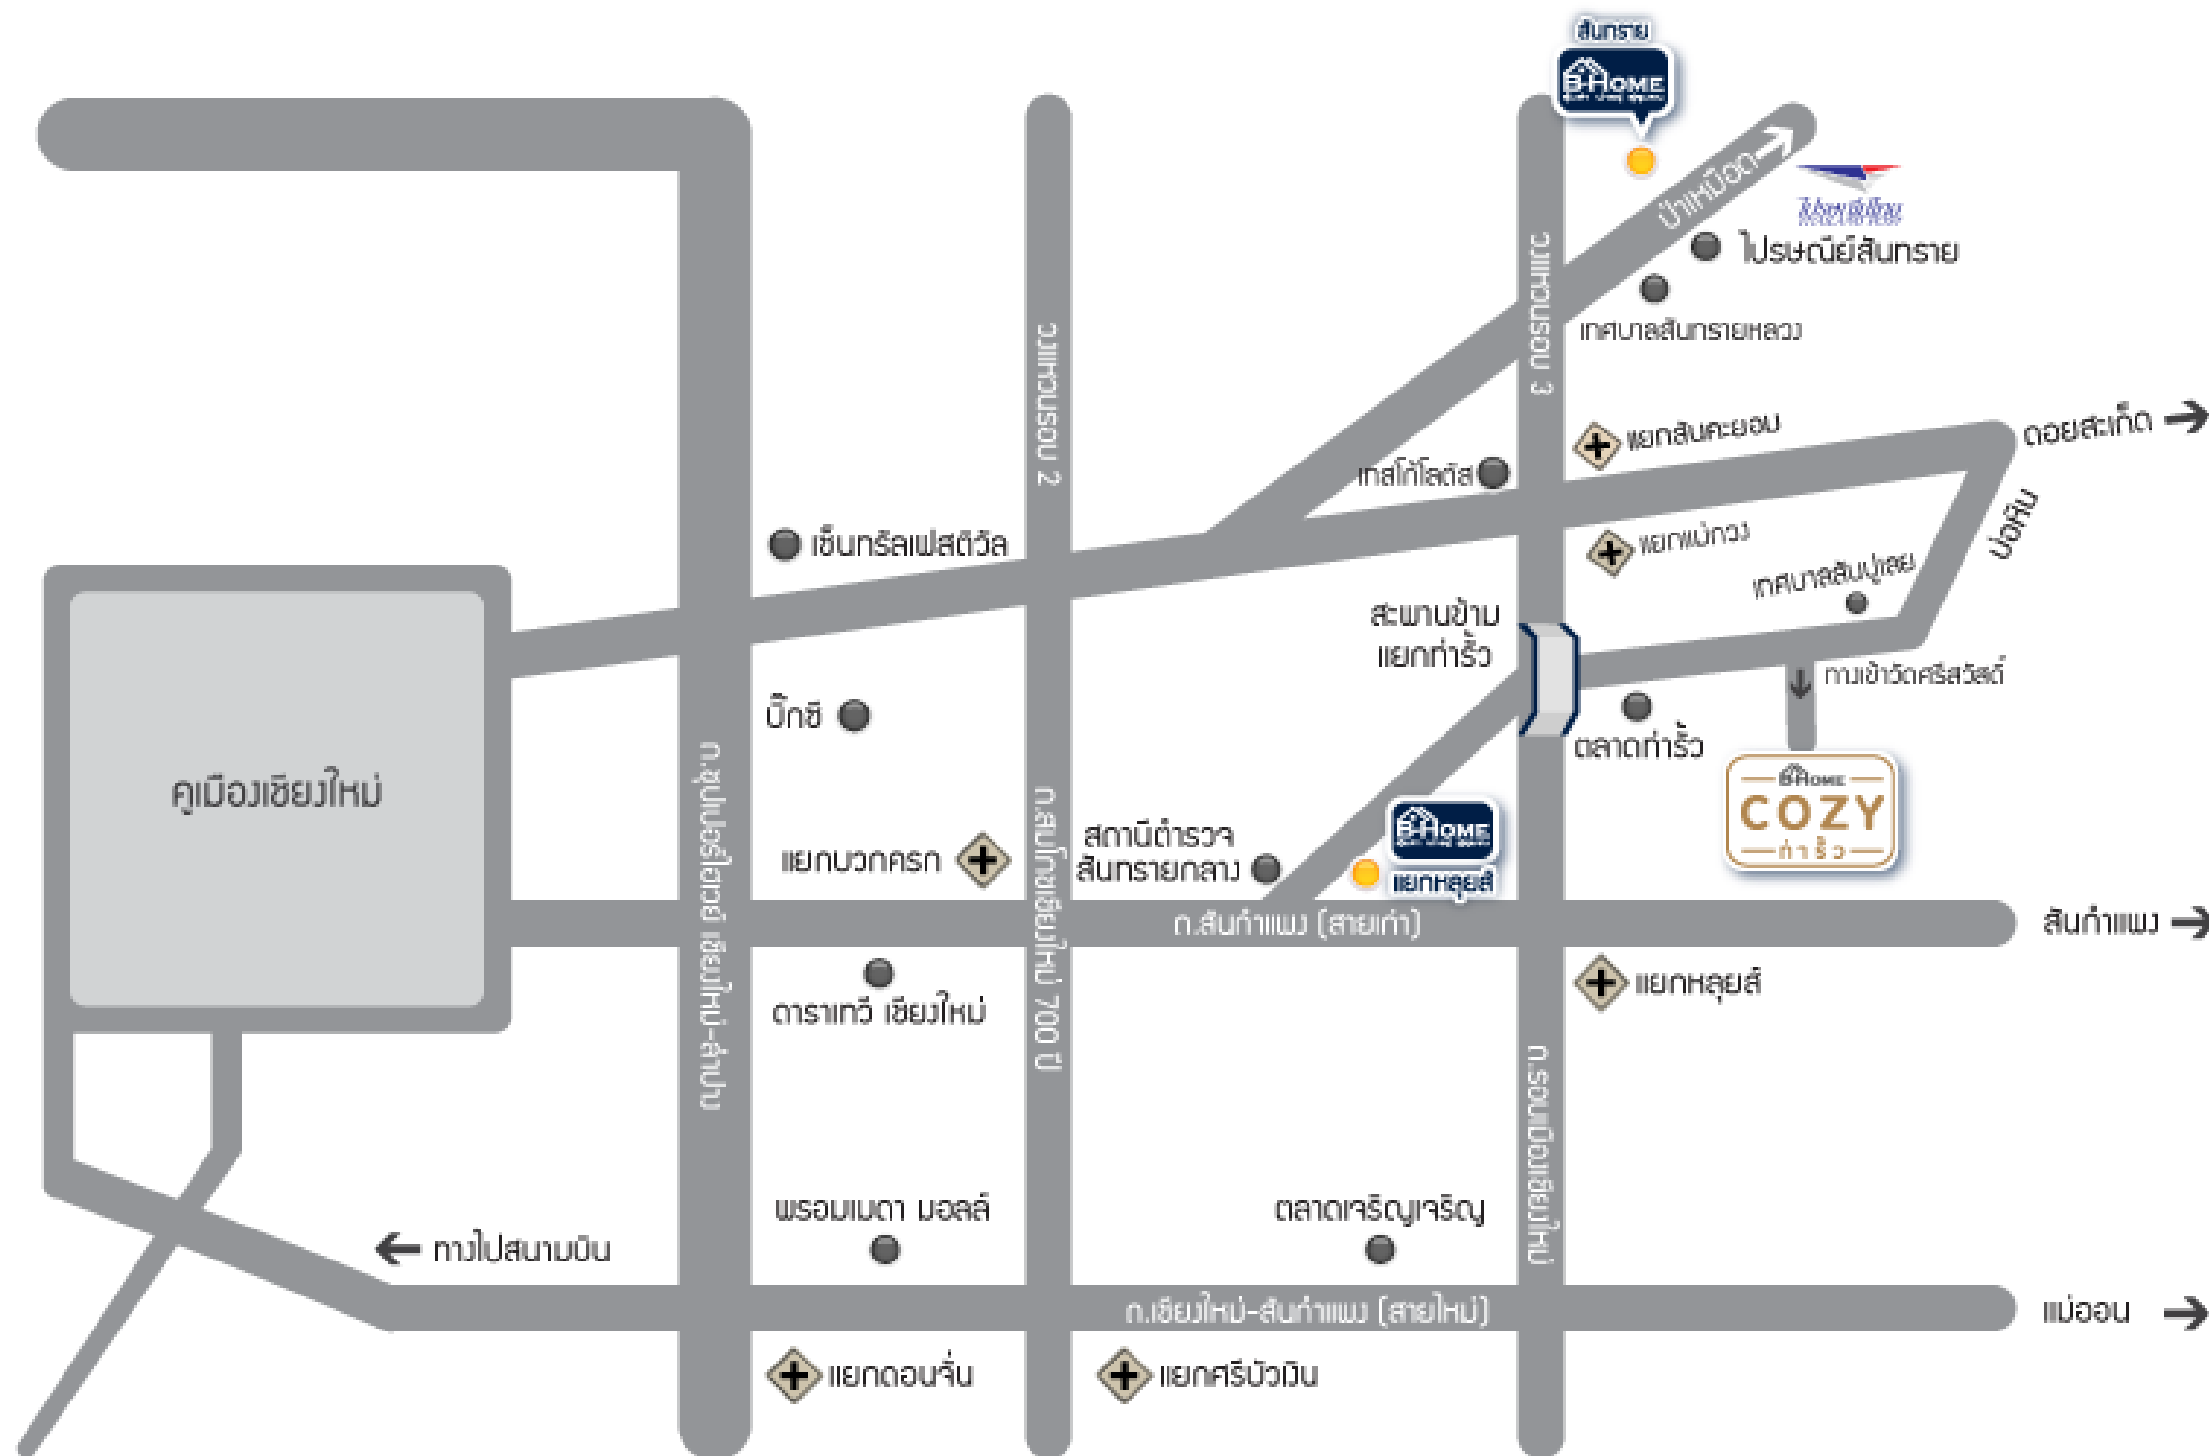 สันทราย
B-HOME
ป่าเหมือด
ไปรษณีย์ไทย
ไปรษณีย์สันทราย
เทศบาลสันทรายหลวง
วงแหวนรอบ 3
วงแหวนรอบ 2
แยกสันคะยอม
ดอยสะเก็ด
เทสโก้โลตัส
เซ็นทรัลเฟสติวัล
แยกแม่กวง
บ่อหิน
เทศบาลสันปูเลย
สะพานข้าม
แยกท่ารั้ว
ทางเข้าวัดศรีสวัสดิ์
บิ๊กซี
ตลาดท่ารั้ว
คูเมืองเชียงใหม่
ถ.ซุปเปอร์ไฮเวย์ เชียงใหม่-ลำปาง
ถ.สมโภชเชียงใหม่ 700 ปี
B-HOME
COZY
ท่ารั้ว
B-HOME
แยกหลุยส์
สถานีตำรวจ
สันทรายกลาง
แยกบวกครก
ถ.สันกำแพง (สายเก่า)
สันกำแพง
ดาราเทวี เชียงใหม่
แยกหลุยส์
ถ.รอบเมืองเชียงใหม่
พรอมเมดา มอลล์
ตลาดเจริญเจริญ
ทางไปสนามบิน
ถ.เชียงใหม่-สันกำแพง (สายใหม่)
แม่ออน
แยกดอนจั่น
แยกศรีบัวเงิน